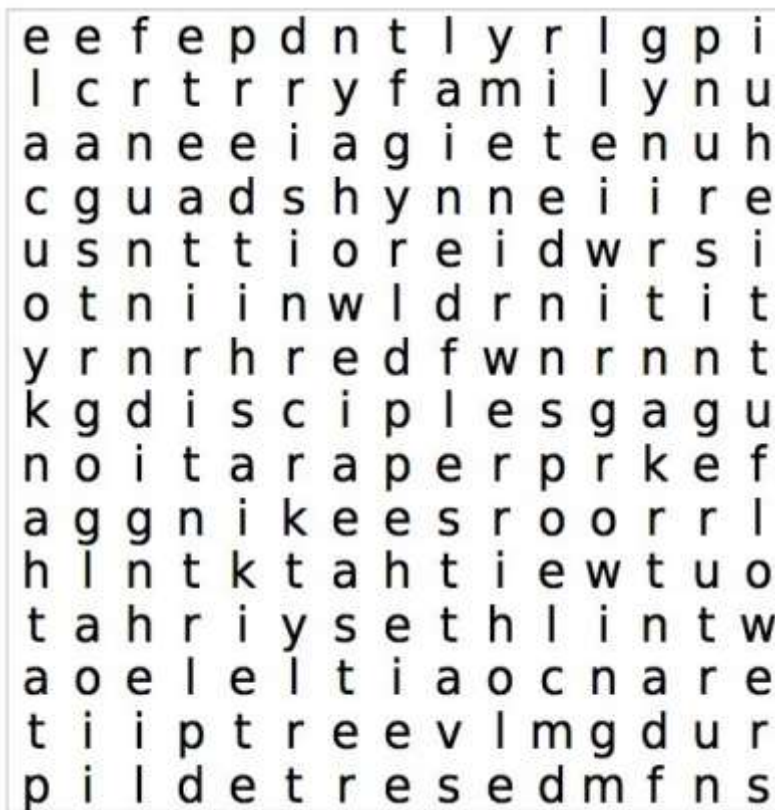 e e f e p d n t l y r l g p i
l c r t r r y f a m i l y n u
a a n e e i a g i e t e n u h
c g u a d s h y n n e i i r e
u s n t t i o r e i d w r s i
o t n i i n w l d r n i t i t
y r n r h r e d f w n r n n t
k g d i s c i p l e s g a g u
n o i t a r a p e r p r k e f
a g g n i k e e s r o o r r l
h l n t k t a h t i e w t u o
t a h r i y s e t h l i n t w
a o e l e l t i a o c n a r e
t i i p t r e e v l m g d u r
p i l d e t r e s e d m f n s